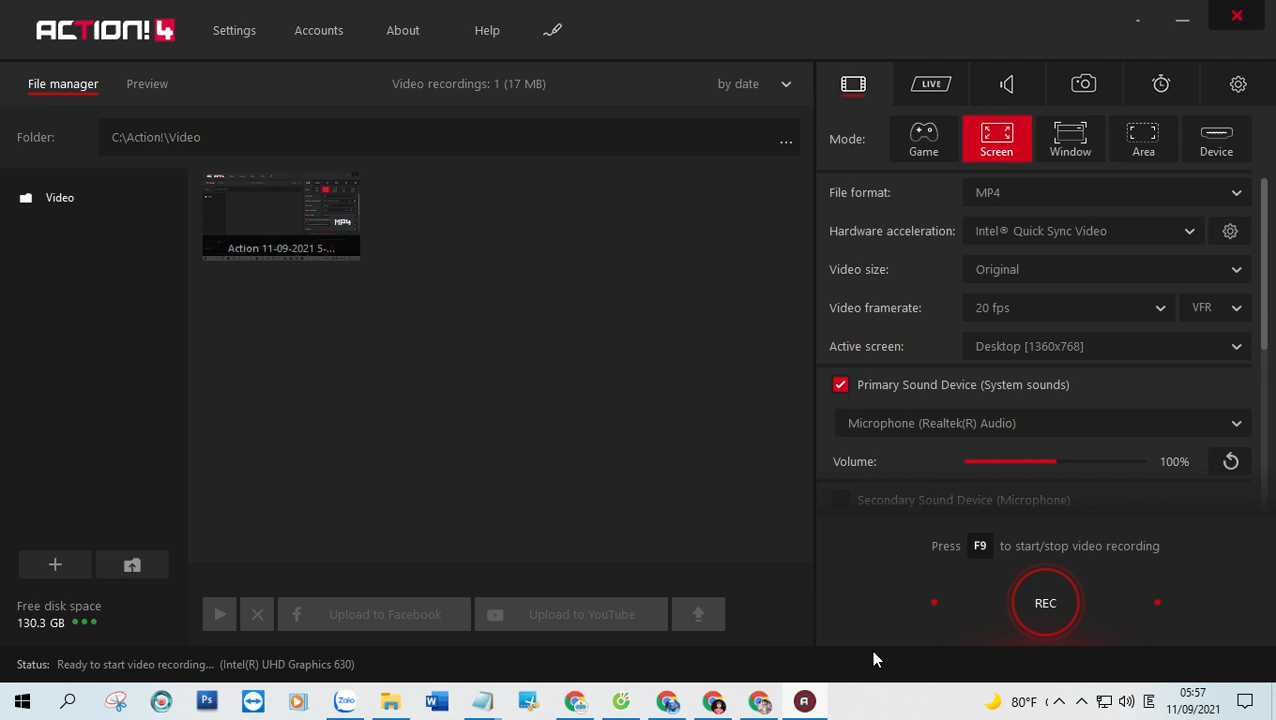 ACTION! 4
Settings
Accounts
About
Help
File manager
Preview
Video recordings: 1 (17 MB)
by date
LIVE
Folder:
C:\Action!\Video
...
Mode:
Game
Screen
Window
Area
Device
Video
MP4
Action 11-09-2021 5-...
File format:
MP4
Hardware acceleration:
Intel® Quick Sync Video
Video size:
Original
Video framerate:
20 fps
VFR
Active screen:
Desktop [1360x768]
Primary Sound Device (System sounds)
Microphone (Realtek(R) Audio)
Volume:
100%
Secondary Sound Device (Microphone)
Press F9 to start/stop video recording
REC
Free disk space
130.3 GB
Upload to Facebook
Upload to YouTube
Status: Ready to start video recording... (Intel(R) UHD Graphics 630)
Ps
Zalo
W
A
80°F
E
05:57
11/09/2021